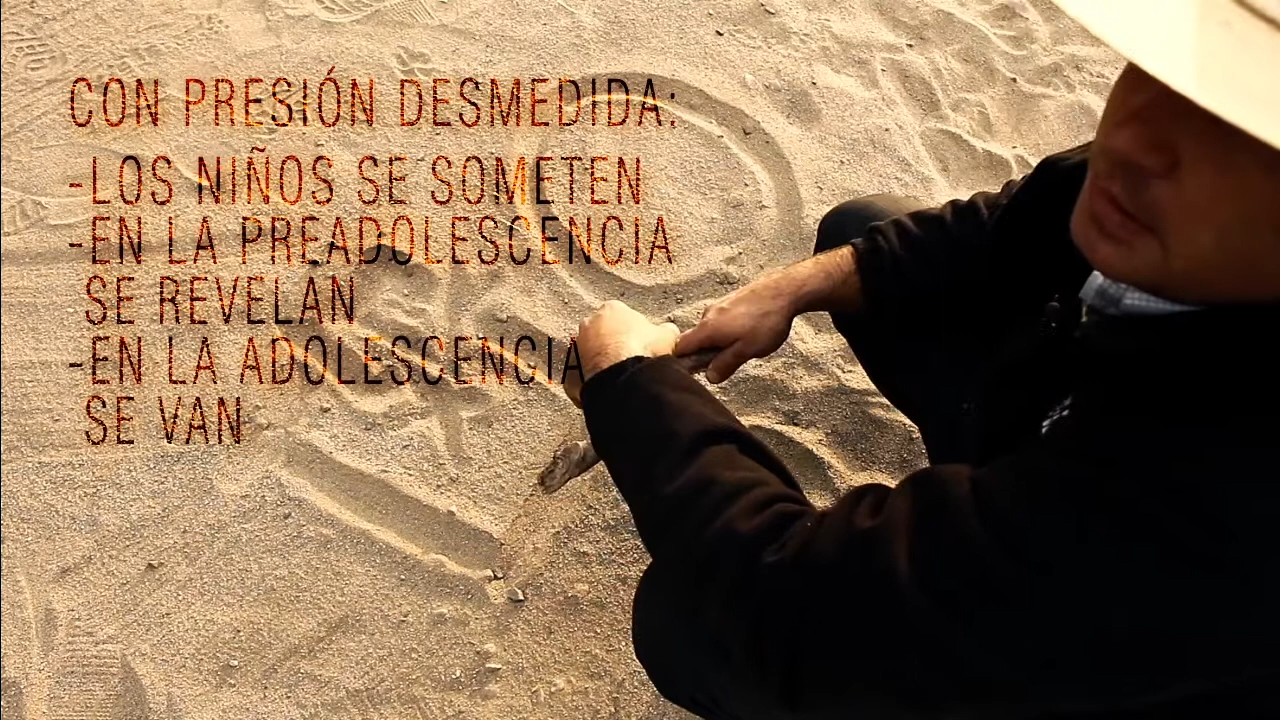 CON PRESIÓN DESMEDIDA:
-LOS NIÑOS SE SOMETEN
-EN LA PREADOLESCENCIA
SE REVELAN
-EN LA ADOLESCENCIA
SE VAN